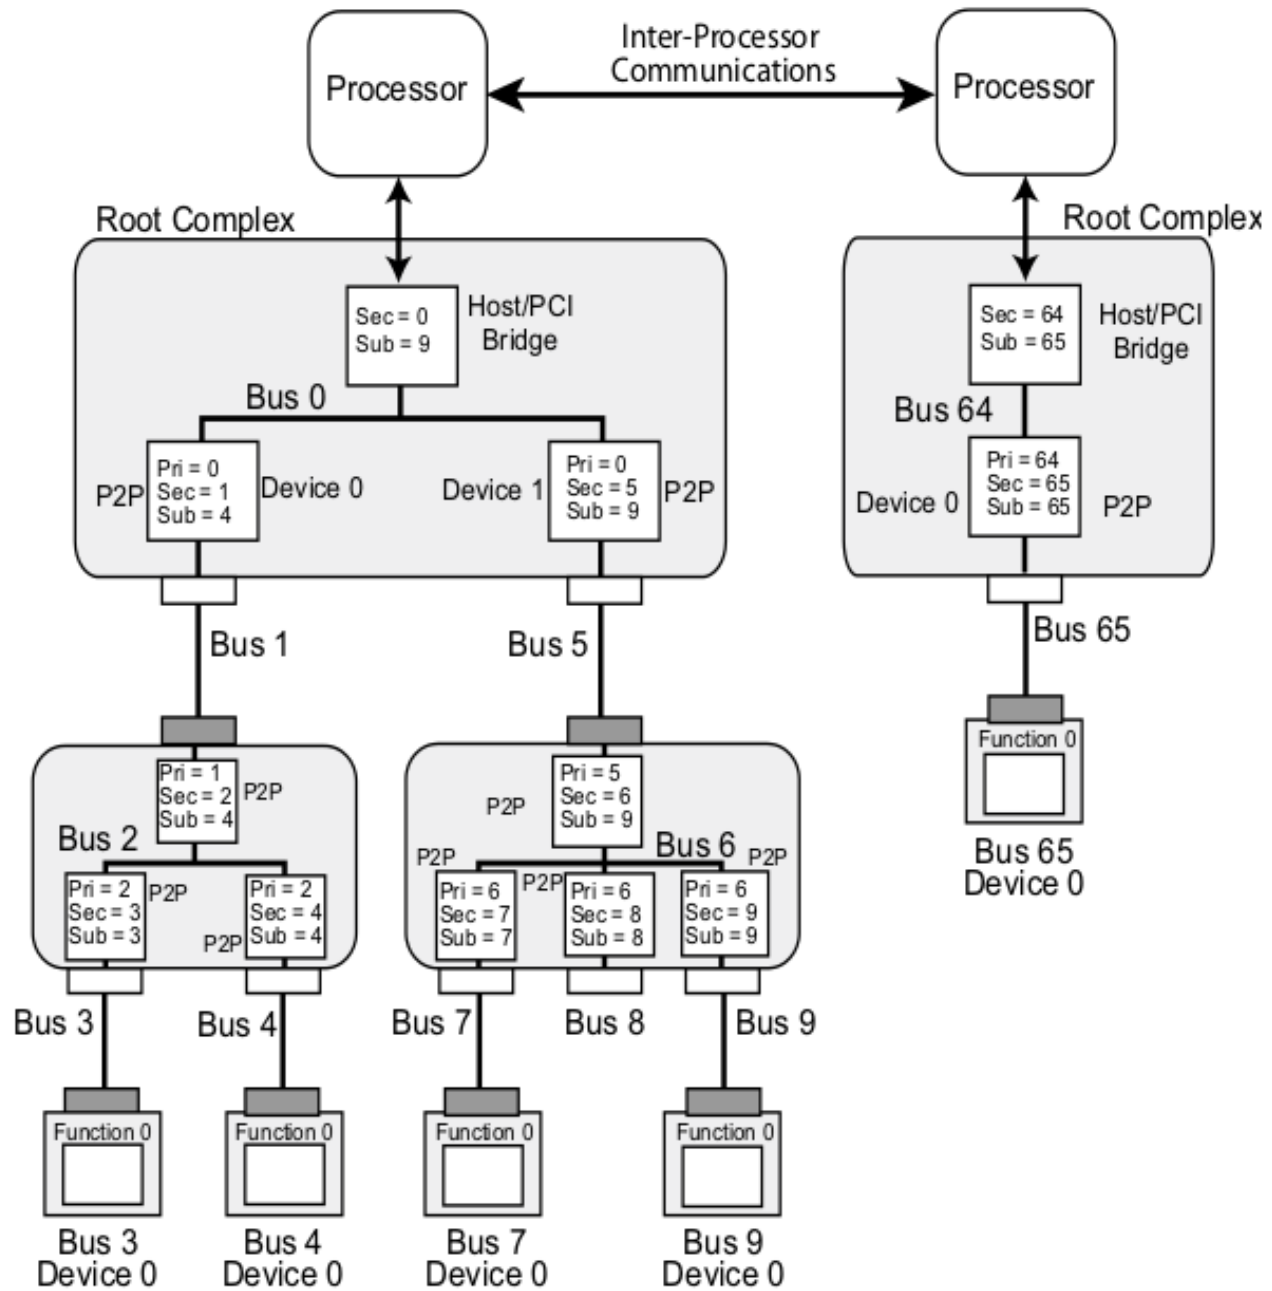 Inter-Processor
Communications
Processor
Processor
Root Complex
Root Complex
Sec = 0
Sub = 9
Host/PCI
Bridge
Sec = 64
Sub = 65
Host/PCI
Bridge
Bus 0
Bus 64
P2P
Pri = 0
Sec = 1
Sub = 4
Device 0
Device 1
Pri = 0
Sec = 5
Sub = 9
P2P
Device 0
Pri = 64
Sec = 65
Sub = 65
P2P
Bus 1
Bus 5
Bus 65
Pri = 1
Sec = 2
Sub = 4
P2P
P2P
Pri = 5
Sec = 6
Sub = 9
Function 0
Bus 65
Device 0
Bus 2
Bus 6
Pri = 2
Sec = 3
Sub = 3
P2P
P2P
Pri = 2
Sec = 4
Sub = 4
P2P
Pri = 6
Sec = 7
Sub = 7
P2P
Pri = 6
Sec = 8
Sub = 8
P2P
Pri = 6
Sec = 9
Sub = 9
Bus 3
Bus 4
Bus 7
Bus 8
Bus 9
Function 0
Function 0
Function 0
Function 0
Bus 3
Device 0
Bus 4
Device 0
Bus 7
Device 0
Bus 9
Device 0